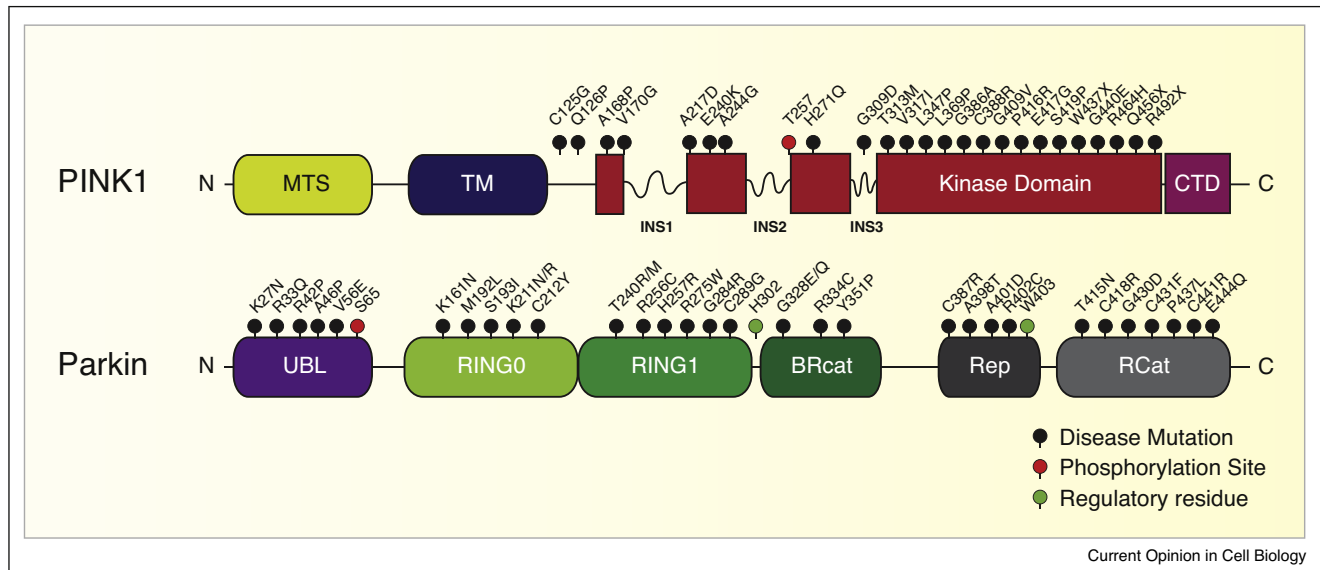 C125G Q126P A168P V170G A217D E240K A244G T257 H271Q G309D T313M V317I L347P L369P G386A C388R G409V P416R E417G S419P W437X G440E R464H Q456X R492X
PINK1 N MTS TM Kinase Domain CTD C
INS1 INS2 INS3
K27N R33Q R42P A46P V56E S65 K161N M192L S193I K211N/R C212Y T240R/M R256C H257R R275W G284R C289G H302 G328E/Q R334C Y351P C387R A398T A401D R402C W403 T415N C418R G430D C431F P437L C441R E444Q
Parkin N UBL RING0 RING1 BRcat Rep RCat C
Disease Mutation
Phosphorylation Site
Regulatory residue
Current Opinion in Cell Biology